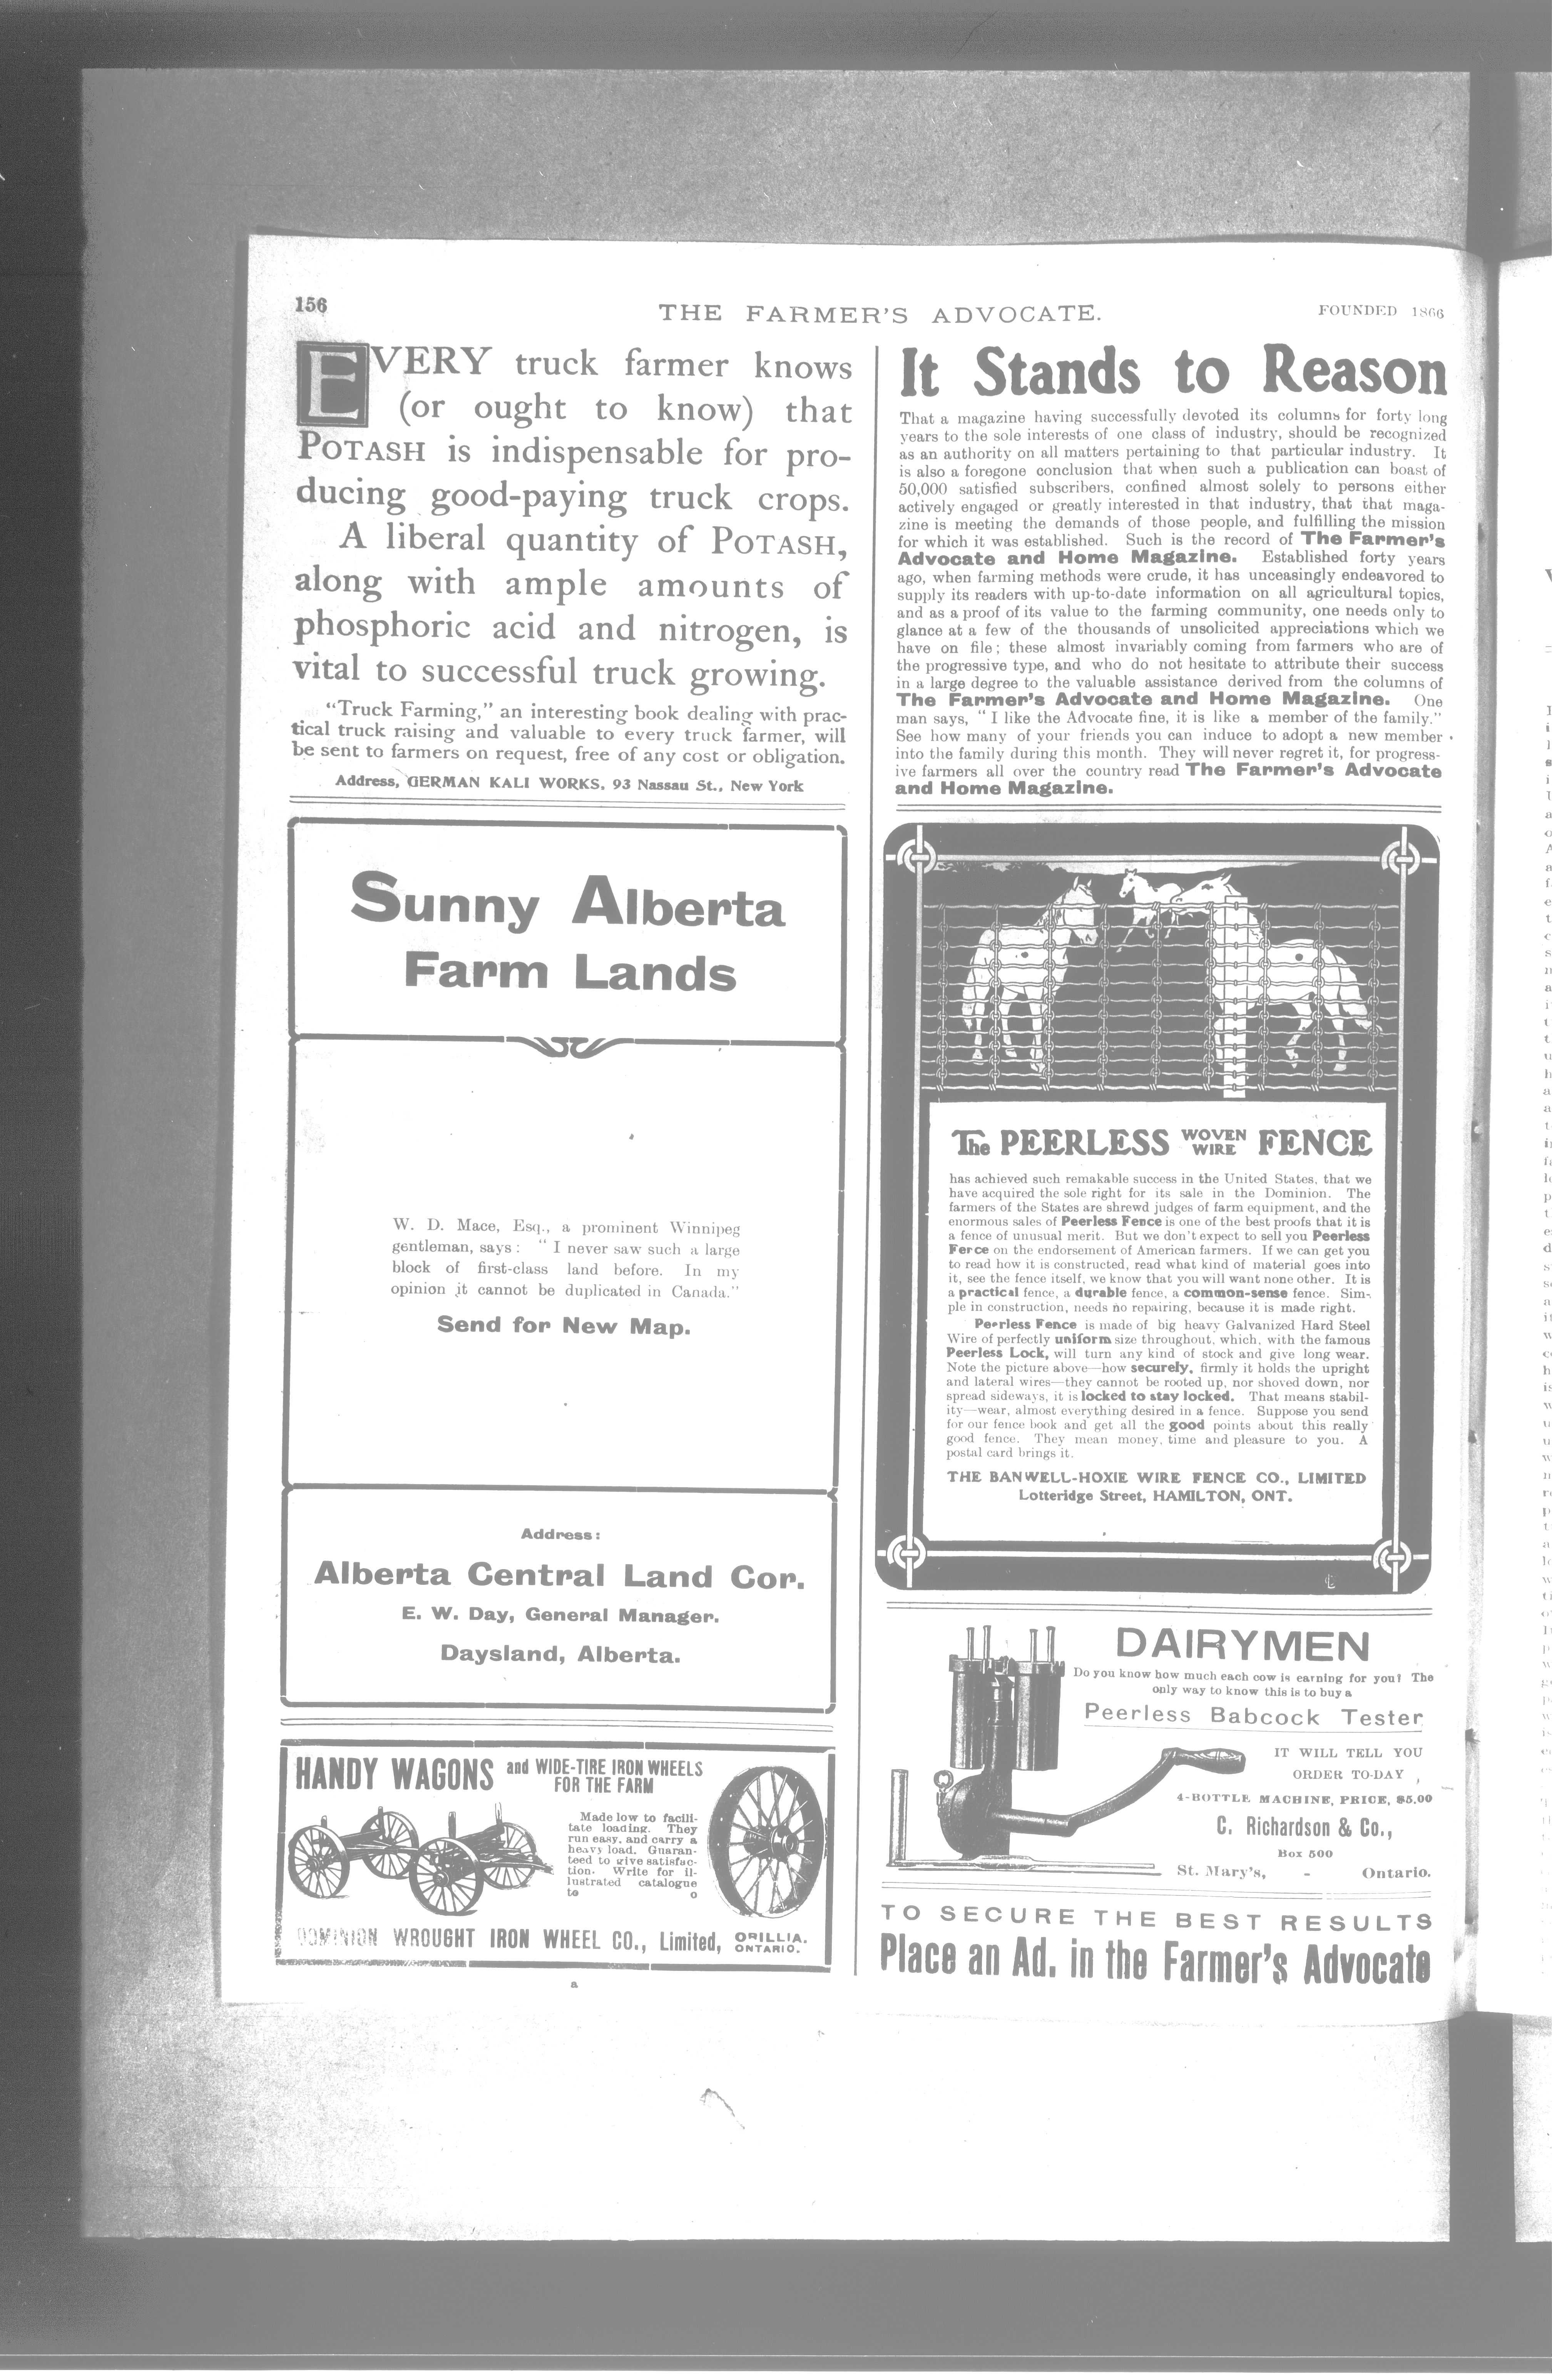 156
THE FARMER'S ADVOCATE.
FOUNDED 1866
EVERY truck farmer knows
(or ought to know) that
POTASH is indispensable for pro-
ducing good-paying truck crops.
A liberal quantity of POTASH,
along with ample amounts of
phosphoric acid and nitrogen, is
vital to successful truck growing.
"Truck Farming," an interesting book dealing with prac-
tical truck raising and valuable to every truck farmer, will
be sent to farmers on request, free of any cost or obligation.
Address, GERMAN KALI WORKS, 93 Nassau St., New York
Sunny Alberta
Farm Lands
W. D. Mace, Esq., a prominent Winnipeg
gentleman, says: "I never saw such a large
block of first-class land before. In my
opinion it cannot be duplicated in Canada."
Send for New Map.
Address:
Alberta Central Land Cor.
E. W. Day, General Manager.
Daysland, Alberta.
HANDY WAGONS and WIDE-TIRE IRON WHEELS
FOR THE FARM
Made low to facili-
tate loading. They
run easy, and carry a
heavy load. Guaran-
teed to give satisfac-
tion. Write for il-
lustrated catalogue
to o
DOMINION WROUGHT IRON WHEEL CO., Limited, ORILLIA.
ONTARIO.
a
It Stands to Reason
That a magazine having successfully devoted its columns for forty long
years to the sole interests of one class of industry, should be recognized
as an authority on all matters pertaining to that particular industry. It
is also a foregone conclusion that when such a publication can boast of
50,000 satisfied subscribers, confined almost solely to persons either
actively engaged or greatly interested in that industry, that that maga-
zine is meeting the demands of those people, and fulfilling the mission
for which it was established. Such is the record of The Farmer's
Advocate and Home Magazine. Established forty years
ago, when farming methods were crude, it has unceasingly endeavored to
supply its readers with up-to-date information on all agricultural topics,
and as a proof of its value to the farming community, one needs only to
glance at a few of the thousands of unsolicited appreciations which we
have on file; these almost invariably coming from farmers who are of
the progressive type, and who do not hesitate to attribute their success
in a large degree to the valuable assistance derived from the columns of
The Farmer's Advocate and Home Magazine. One
man says, "I like the Advocate fine, it is like a member of the family."
See how many of your friends you can induce to adopt a new member
into the family during this month. They will never regret it, for progress-
ive farmers all over the country read The Farmer's Advocate
and Home Magazine.
The PEERLESS WOVEN WIRE FENCE
has achieved such remakable success in the United States, that we
have acquired the sole right for its sale in the Dominion. The
farmers of the States are shrewd judges of farm equipment, and the
enormous sales of Peerless Fence is one of the best proofs that it is
a fence of unusual merit. But we don't expect to sell you Peerless
Ferce on the endorsement of American farmers. If we can get you
to read how it is constructed, read what kind of material goes into
it, see the fence itself, we know that you will want none other. It is
a practical fence, a durable fence, a common-sense fence. Sim-
ple in construction, needs no repairing, because it is made right.
Peerless Fence is made of big heavy Galvanized Hard Steel
Wire of perfectly uniform size throughout, which, with the famous
Peerless Lock, will turn any kind of stock and give long wear.
Note the picture above—how securely, firmly it holds the upright
and lateral wires—they cannot be rooted up, nor shoved down, nor
spread sideways, it is locked to stay locked. That means stabil-
ity—wear, almost everything desired in a fence. Suppose you send
for our fence book and get all the good points about this really
good fence. They mean money, time and pleasure to you. A
postal card brings it.
THE BANWELL-HOXIE WIRE FENCE CO., LIMITED
Lotteridge Street, HAMILTON, ONT.
DAIRYMEN
Do you know how much each cow is earning for you? The
only way to know this is to buy a
Peerless Babcock Tester
IT WILL TELL YOU
ORDER TO-DAY
4-BOTTLE MACHINE, PRICE, $5.00
C. Richardson & Co.,
Box 500
St. Mary's, - Ontario.
TO SECURE THE BEST RESULTS
Place an Ad. in the Farmer's Advocate